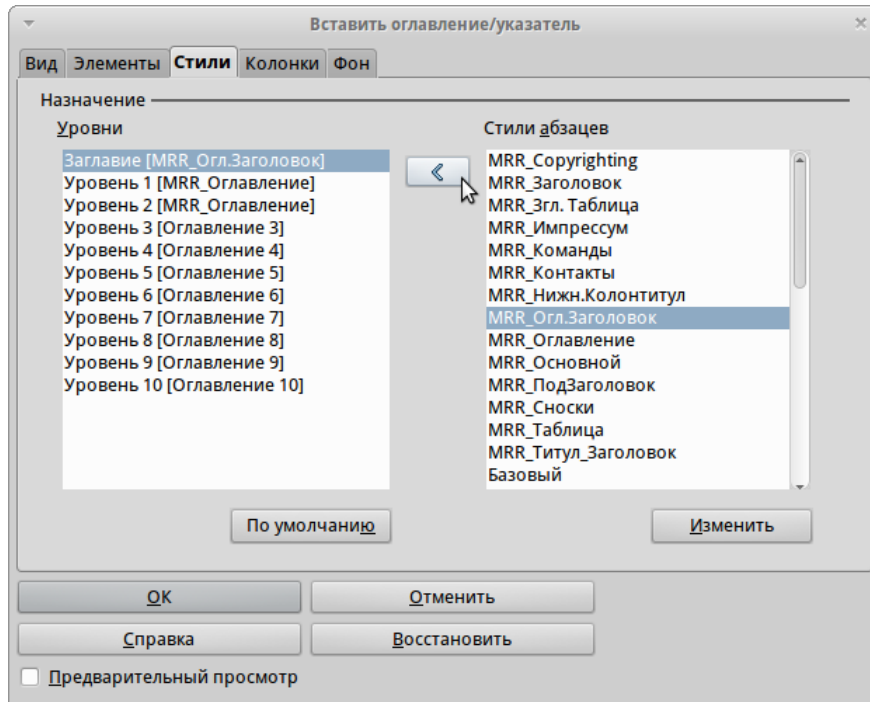 Вставить оглавление/указатель
Вид Элементы Стили Колонки Фон
Назначение
Уровни
Заглавие [MRR_Огл.Заголовок]
Уровень 1 [MRR_Оглавление]
Уровень 2 [MRR_Оглавление]
Уровень 3 [Оглавление 3]
Уровень 4 [Оглавление 4]
Уровень 5 [Оглавление 5]
Уровень 6 [Оглавление 6]
Уровень 7 [Оглавление 7]
Уровень 8 [Оглавление 8]
Уровень 9 [Оглавление 9]
Уровень 10 [Оглавление 10]
По умолчанию
Стили абзацев
MRR_Copyrighting
MRR_Заголовок
MRR_Згл. Таблица
MRR_Импрессум
MRR_Команды
MRR_Контакты
MRR_Нижн.Колонтитул
MRR_Огл.Заголовок
MRR_Оглавление
MRR_Основной
MRR_ПодЗаголовок
MRR_Сноски
MRR_Таблица
MRR_Титул_Заголовок
Базовый
Изменить
ОК Отменить
Справка Восстановить
Предварительный просмотр